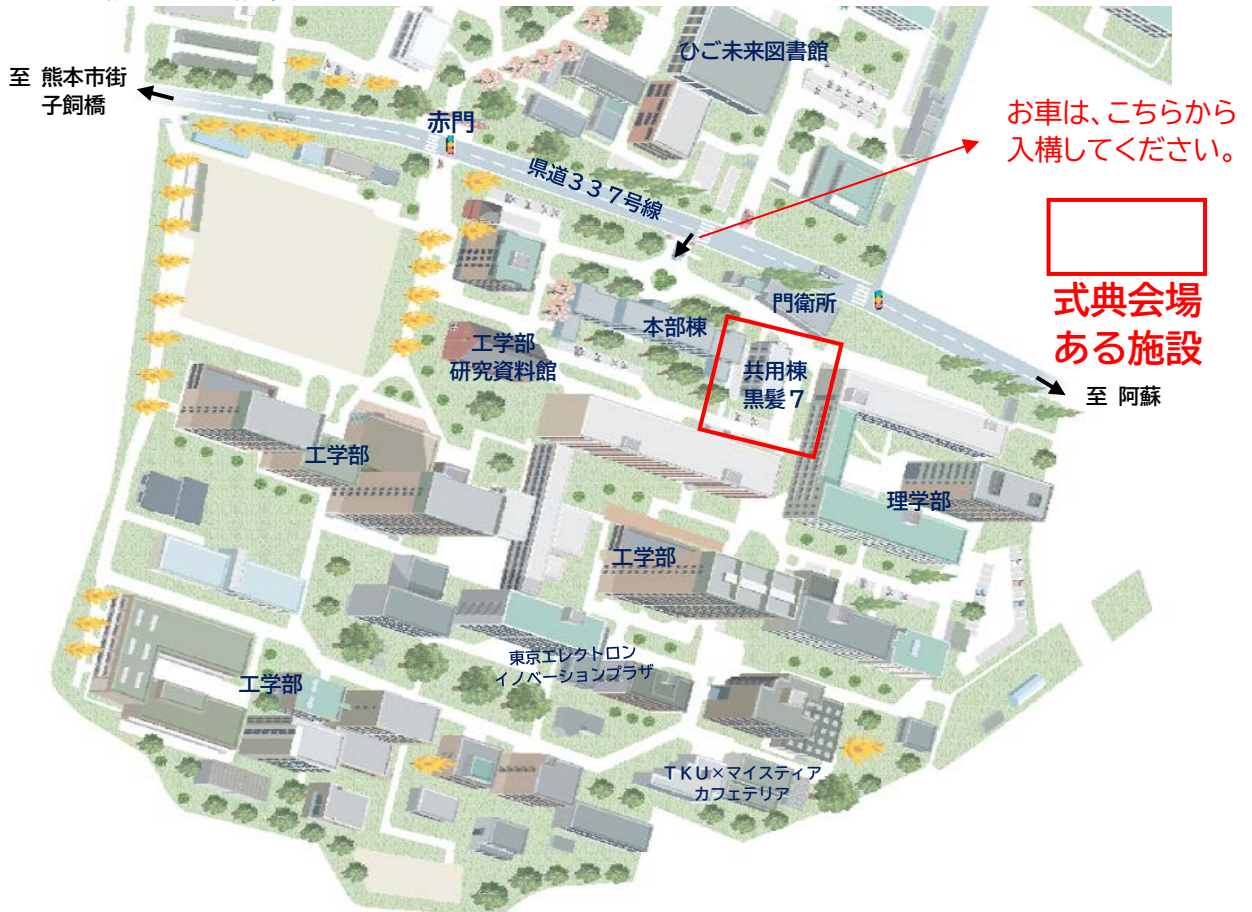 ひご未来図書館
至 熊本市街
子飼橋
赤門
お車は、こちらから
入構してください。
県道337号線
式典会場
ある施設
門衛所
本部棟
工学部
研究資料館
共用棟
黒髪7
至 阿蘇
工学部
理学部
工学部
東京エレクトロン
イノベーションプラザ
工学部
TKU×マイスティア
カフェテリア